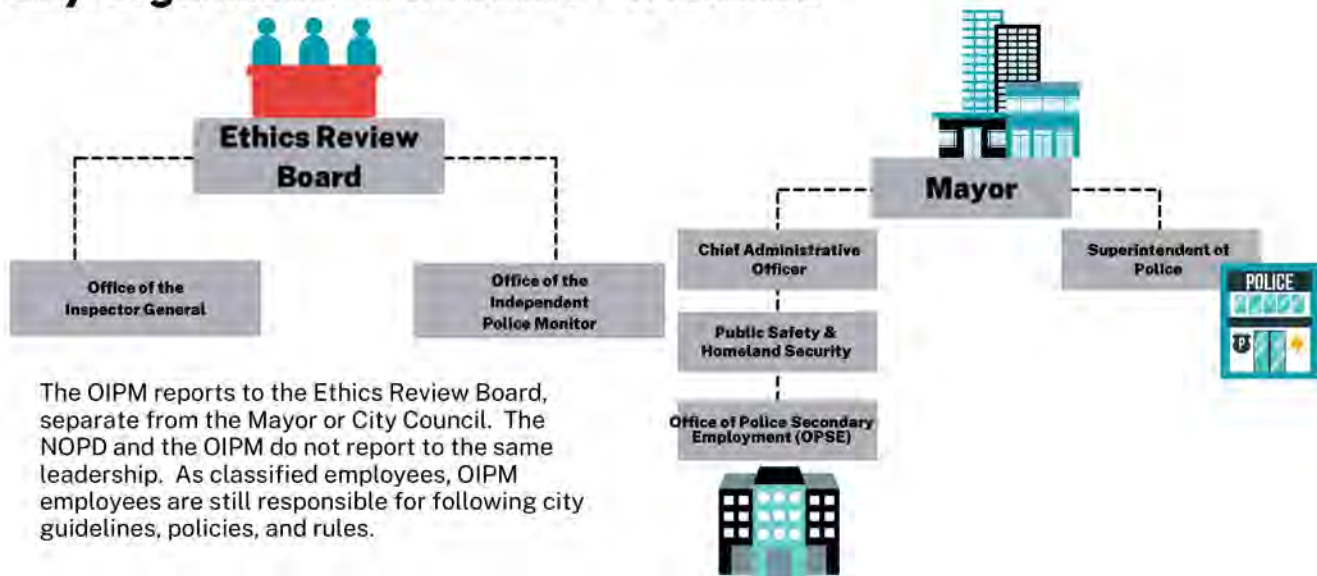 Ethics Review
Board
Office of the
Inspector General
Office of the
Independent
Police Monitor
The OIPM reports to the Ethics Review Board,
separate from the Mayor or City Council. The
NOPD and the OIPM do not report to the same
leadership. As classified employees, OIPM
employees are still responsible for following city
guidelines, policies, and rules.
Mayor
Chief Administrative
Officer
Public Safety &
Homeland Security
Office of Police Secondary
Employment (OPSE)
Superintendent of
Police
POLICE
P